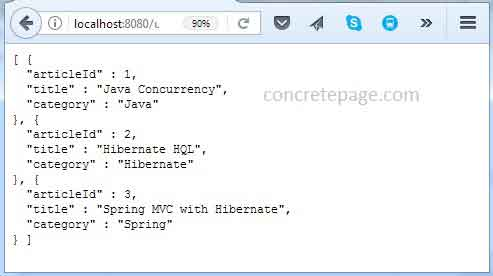 localhost:8080/u
90%
[ {
"articleId" : 1,
"title" : "Java Concurrency",
"category" : "Java"
concretepage.com
}, {
"articleId" : 2,
"title" : "Hibernate HQL",
"category" : "Hibernate"
}, {
"articleId" : 3,
"title" : "Spring MVC with Hibernate",
"category" : "Spring"
} ]